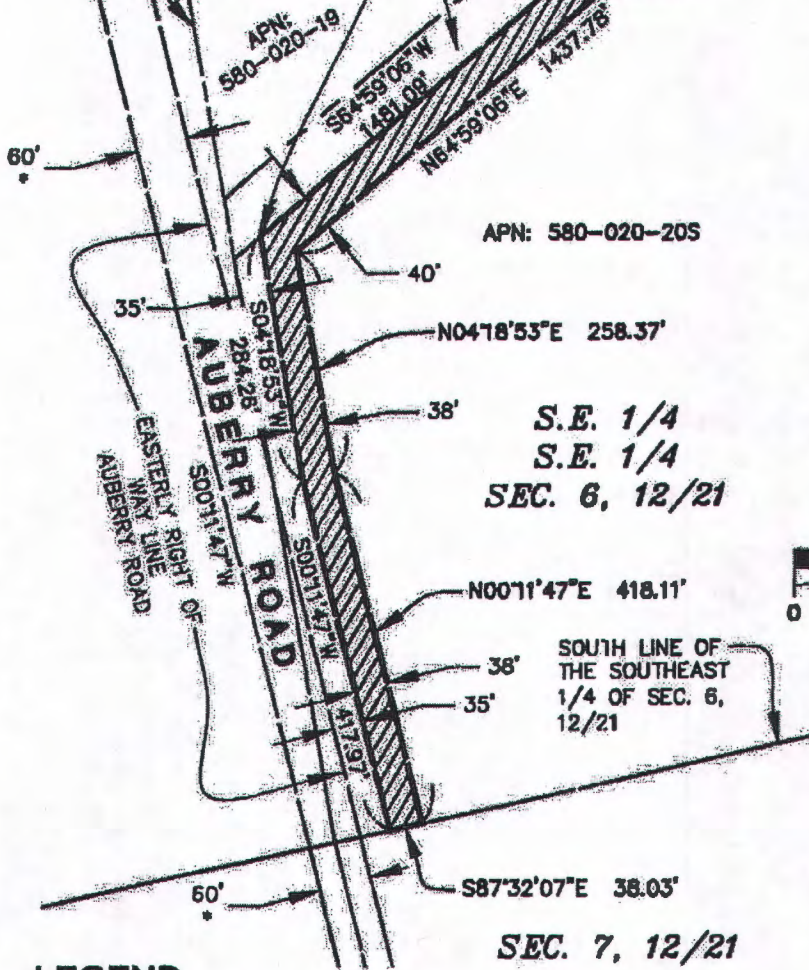 APN:
580-020-19
S64°59'06"W
1481.09'
N64°59'06"E 1437.78'
60'
*
APN: 580-020-20S
40'
35'
N04°18'53"E 258.37'
S04°18'53"W
284.26'
38'
S.E. 1/4
S.E. 1/4
SEC. 6, 12/21
AUBERRY ROAD
EASTERLY RIGHT OF
WAY LINE
AUBERRY ROAD
S00°11'47"W
S00°11'47"W
417.97'
N00°11'47"E 418.11'
0
38'
35'
SOUTH LINE OF
THE SOUTHEAST
1/4 OF SEC. 6,
12/21
60'
*
S87°32'07"E 38.03'
SEC. 7, 12/21
LEGEND